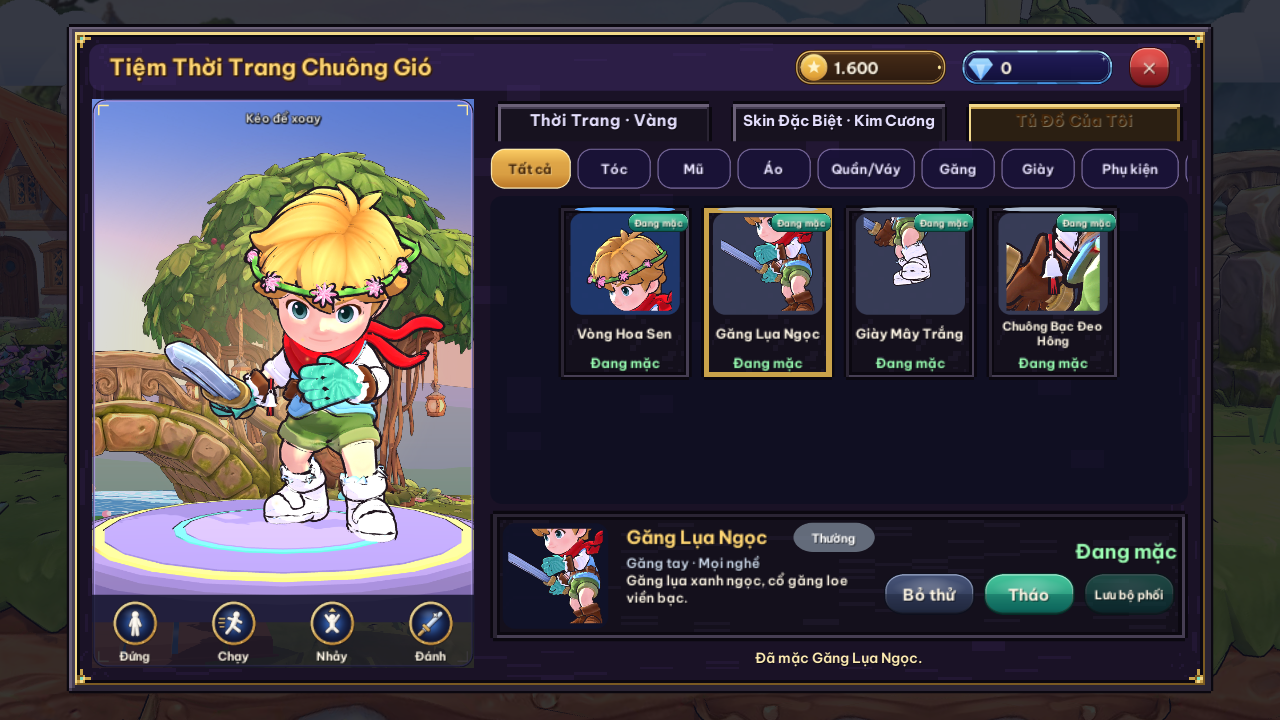 Tiệm Thời Trang Chuông Gió
1.600
0
Kéo để xoay
Thời Trang · Vàng
Skin Đặc Biệt · Kim Cương
Tủ Đồ Của Tôi
Tất cả
Tóc
Mũ
Áo
Quần/Váy
Găng
Giày
Phụ kiện
Đang mặc
Đang mặc
Đang mặc
Đang mặc
Vòng Hoa Sen
Găng Lụa Ngọc
Giày Mây Trắng
Chuông Bạc Đeo
Hông
Đang mặc
Đang mặc
Đang mặc
Đang mặc
Găng Lụa Ngọc
Thường
Găng tay · Mọi nghề
Găng lụa xanh ngọc, cổ găng loe
viền bạc.
Đang mặc
Bỏ thử
Tháo
Lưu bộ phối
Đứng
Chạy
Nhảy
Đánh
Đã mặc Găng Lụa Ngọc.